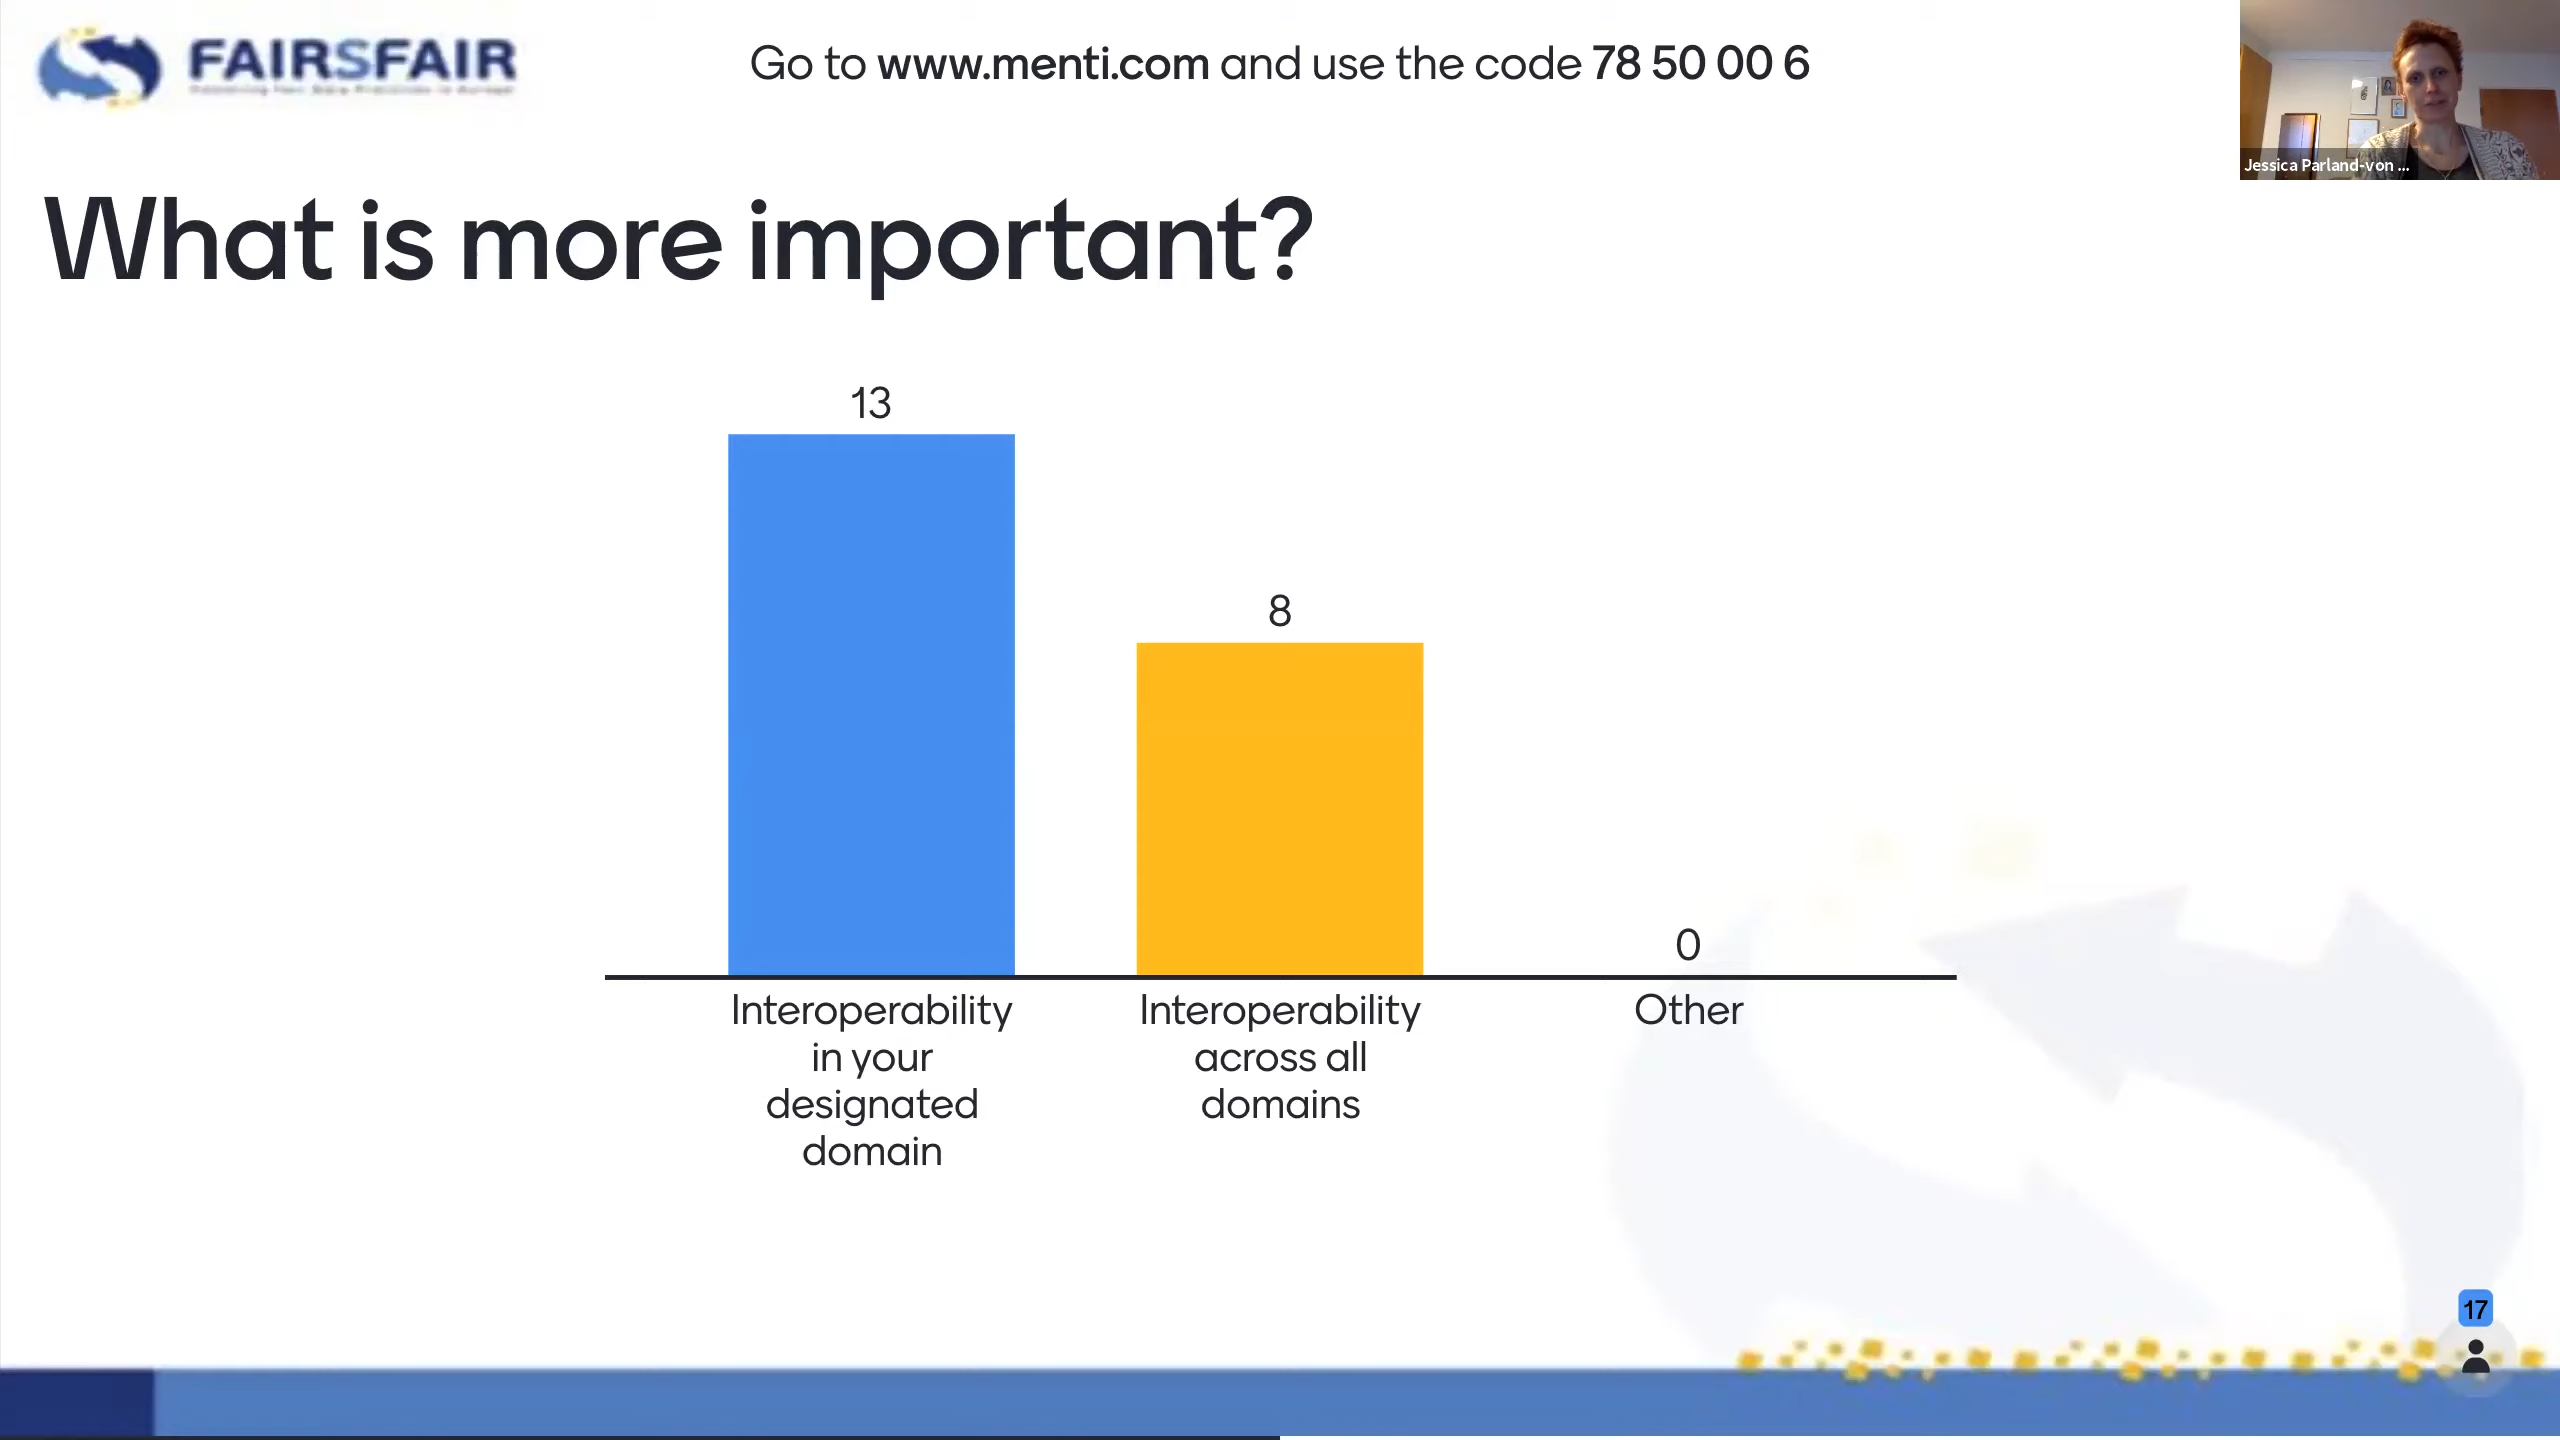 FAIRSFAIR
Go to www.menti.com and use the code 78 50 00 6
Jessica Parland-von ...
What is more important?
13
8
0
Interoperability
in your
designated
domain
Interoperability
across all
domains
Other
17